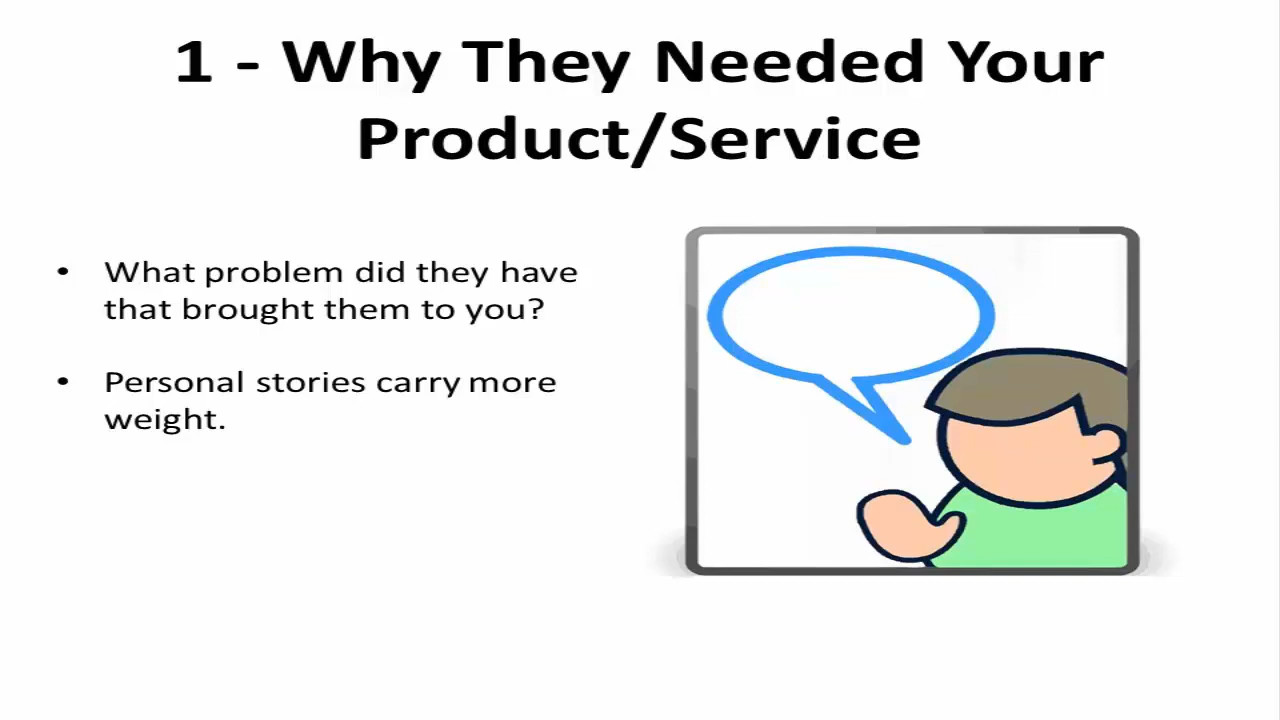 1 - Why They Needed Your
Product/Service
• What problem did they have
that brought them to you?
• Personal stories carry more
weight.